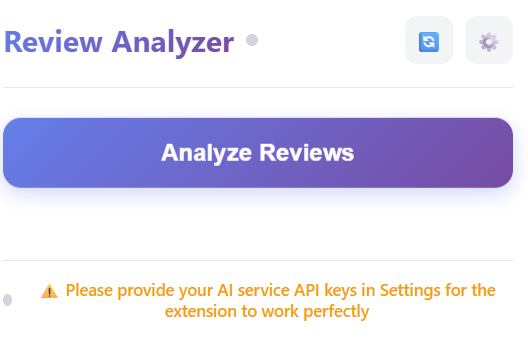 Review Analyzer
Analyze Reviews
Please provide your AI service API keys in Settings for the
extension to work perfectly